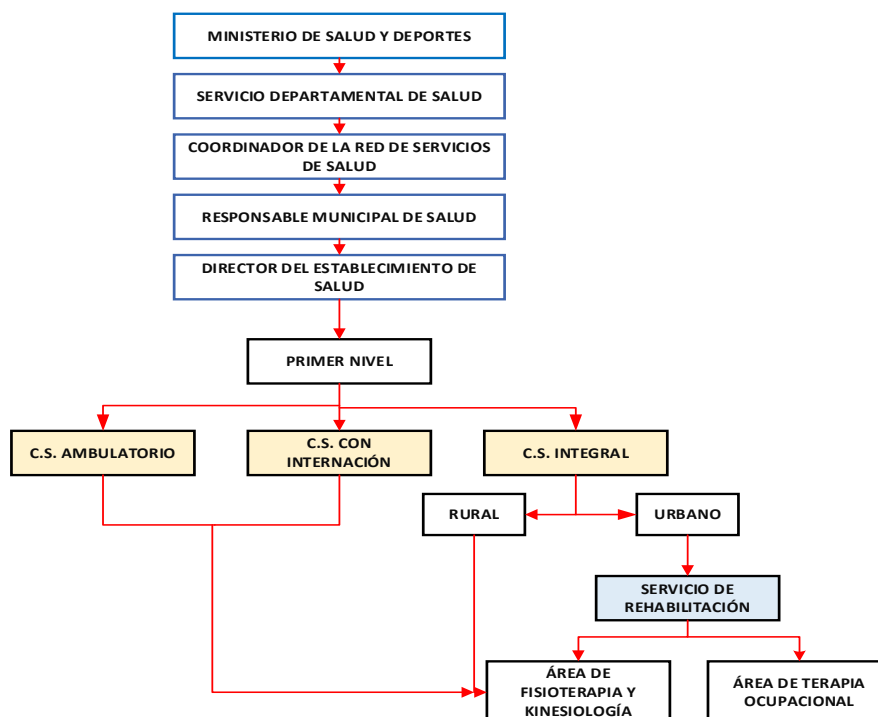 MINISTERIO DE SALUD Y DEPORTES
SERVICIO DEPARTAMENTAL DE SALUD
COORDINADOR DE LA RED DE SERVICIOS
DE SALUD
RESPONSABLE MUNICIPAL DE SALUD
DIRECTOR DEL ESTABLECIMIENTO DE
SALUD
PRIMER NIVEL
C.S. AMBULATORIO
C.S. CON
INTERNACIÓN
C.S. INTEGRAL
RURAL
URBANO
SERVICIO DE
REHABILITACIÓN
ÁREA DE
FISIOTERAPIA Y
KINESIOLOGÍA
ÁREA DE TERAPIA
OCUPACIONAL